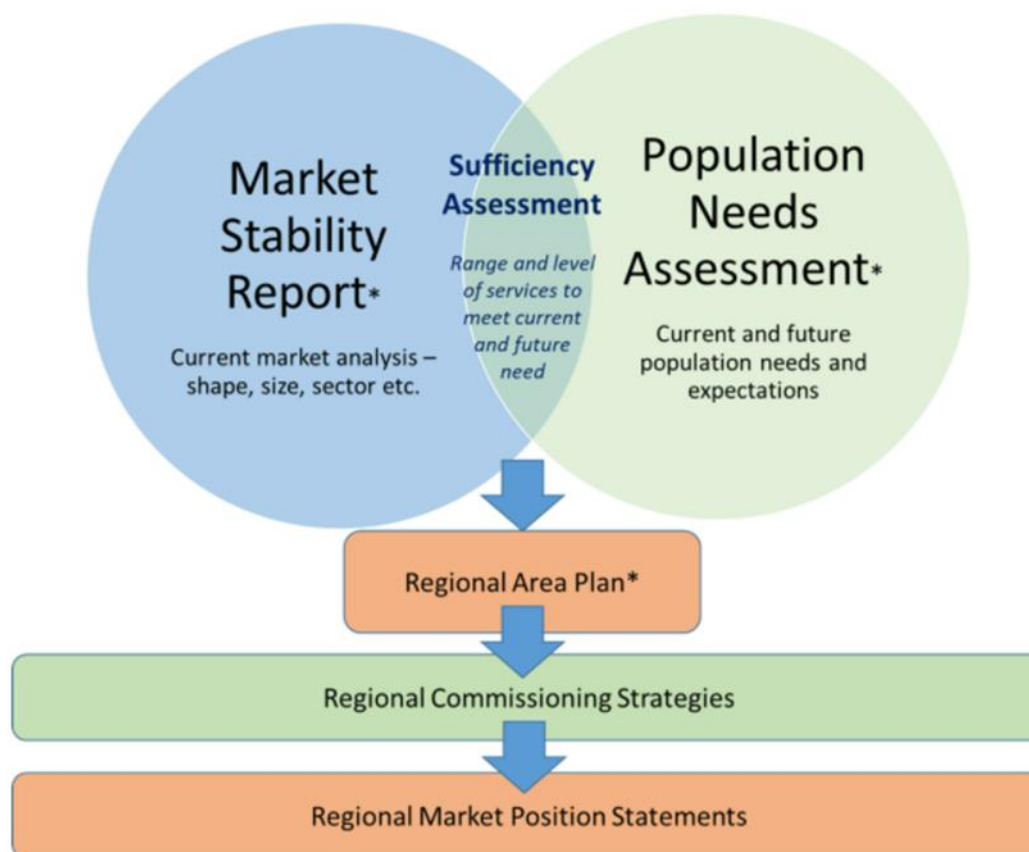 Market
Stability
Report*
Current market analysis –
shape, size, sector etc.
Sufficiency
Assessment
Range and level
of services to
meet current
and future
need
Population
Needs
Assessment*
Current and future
population needs and
expectations
Regional Area Plan*
Regional Commissioning Strategies
Regional Market Position Statements